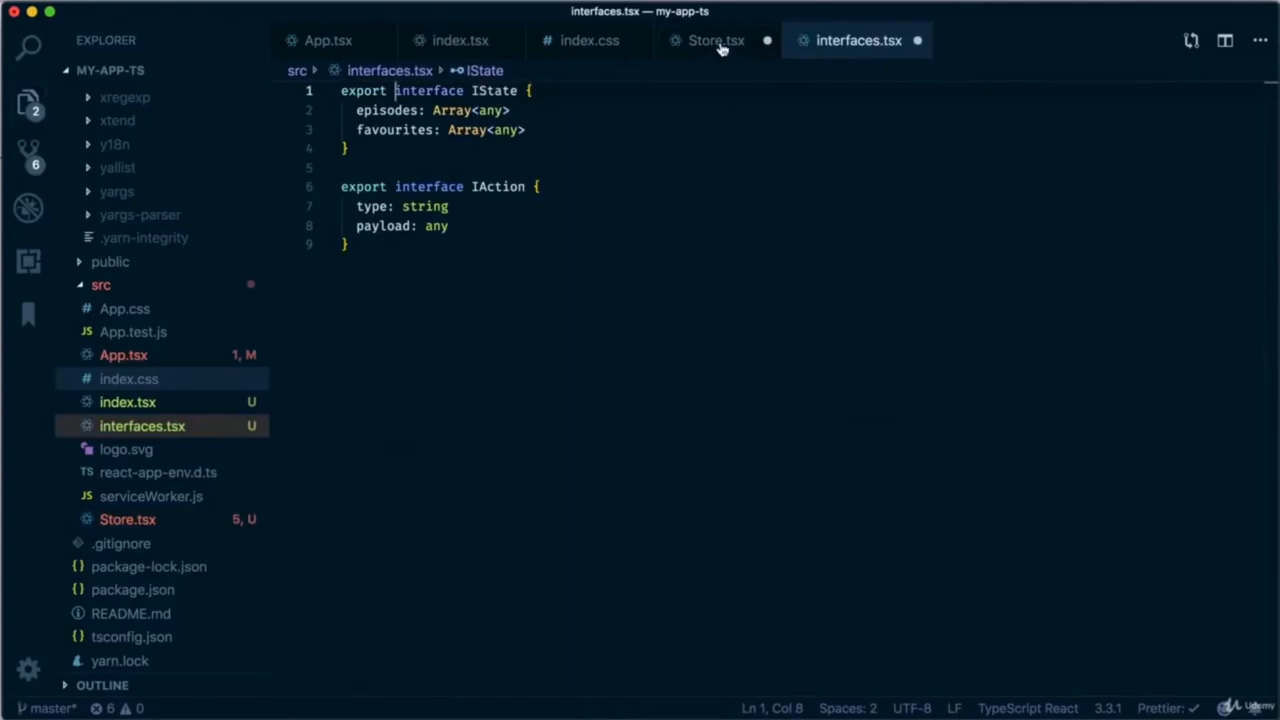 interfaces.tsx — my-app-ts
EXPLORER
App.tsx
index.tsx
# index.css
Store.tsx
interfaces.tsx
MY-APP-TS
src
interfaces.tsx
IState
xregexp
xtend
y18n
yallist
yargs
yargs-parser
.yarn-integrity
public
src
# App.css
JS App.test.js
App.tsx 1, M
# index.css
index.tsx U
interfaces.tsx U
logo.svg
TS react-app-env.d.ts
JS serviceWorker.js
Store.tsx 5, U
.gitignore
{} package-lock.json
{} package.json
README.md
{} tsconfig.json
yarn.lock
OUTLINE
2
6
1 export interface IState {
2 episodes: Array<any>
3 favourites: Array<any>
4 }
5
6 export interface IAction {
7 type: string
8 payload: any
9 }
master* 6 0
Ln 1, Col 8
Spaces: 2
UTF-8
LF
TypeScript React
3.3.1
Prettier: ✓
Udemy